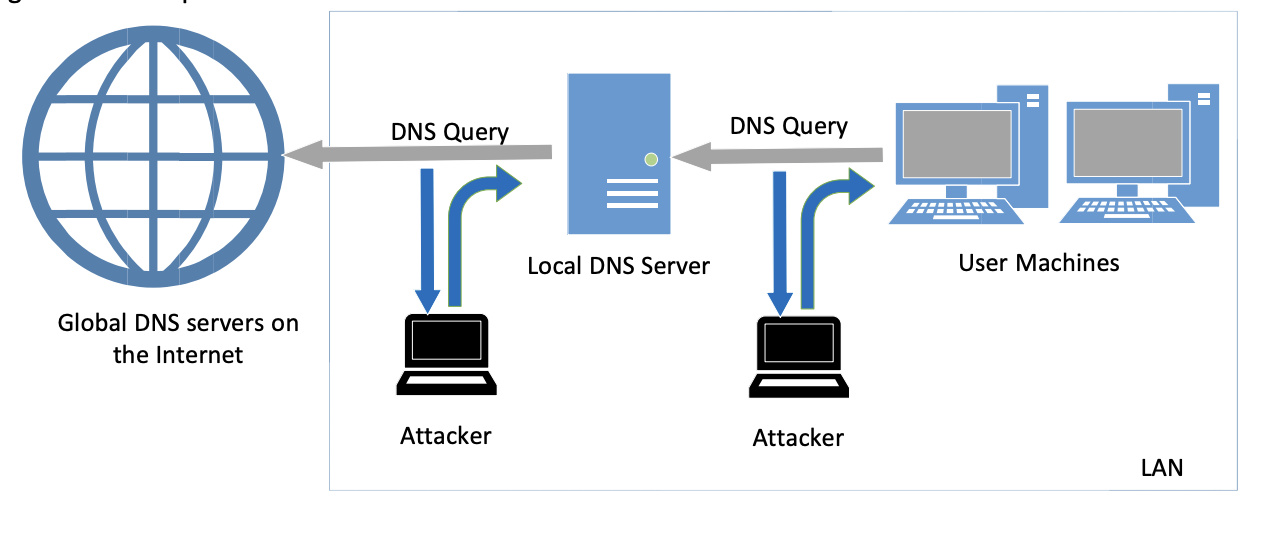 DNS Query
DNS Query
Local DNS Server
User Machines
Global DNS servers on
the Internet
Attacker
Attacker
LAN